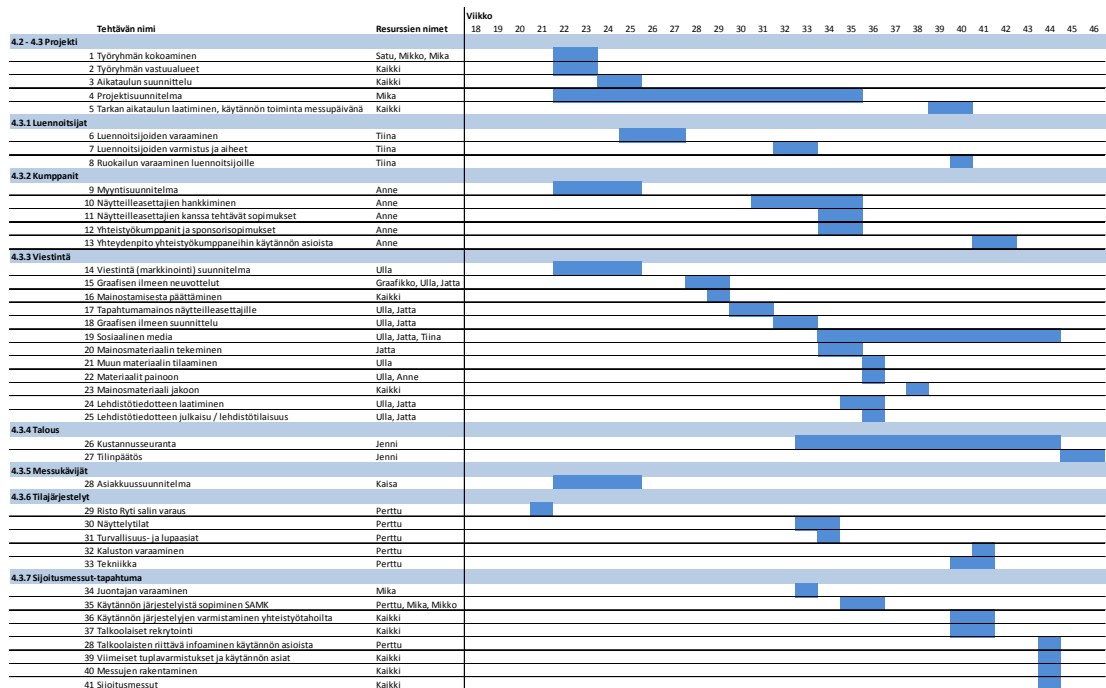 Viikko
Tehtävän nimi Resurssien nimet 18 19 20 21 22 23 24 25 26 27 28 29 30 31 32 33 34 35 36 37 38 39 40 41 42 43 44 45 46
4.2 - 4.3 Projekti
1 Työryhmän kokoaminen Satu, Mikko, Mika
2 Työryhmän vastuualueet Kaikki
3 Aikataulun suunnittelu Kaikki
4 Projektisuunnitelma Mika
5 Tarkan aikataulun laatiminen, käytännön toiminta messupäivänä Kaikki
4.3.1 Luennoitsijat
6 Luennoitsijoiden varaaminen Tiina
7 Luennoitsijoiden varmistus ja aiheet Tiina
8 Ruokailun varaaminen luennoitsijoille Tiina
4.3.2 Kumppanit
9 Myyntisuunnitelma Anne
10 Näytteilleasettajien hankkiminen Anne
11 Näytteilleasettajien kanssa tehtävät sopimukset Anne
12 Yhteistyökumppanit ja sponsorisopimukset Anne
13 Yhteydenpito yhteistyökumppaneihin käytännön asioista Anne
4.3.3 Viestintä
14 Viestintä (markkinointi) suunnitelma Ulla
15 Graafisen ilmeen neuvottelut Graafikko, Ulla, Jatta
16 Mainostamisesta päättäminen Kaikki
17 Tapahtumamainos näytteilleasettajille Ulla, Jatta
18 Graafisen ilmeen suunnittelu Ulla, Jatta
19 Sosiaalinen media Ulla, Jatta, Tiina
20 Mainosmateriaalin tekeminen Jatta
21 Muun materiaalin tilaaminen Ulla
22 Materiaalit painoon Ulla, Anne
23 Mainosmateriaali jakoon Kaikki
24 Lehdistötiedotteen laatiminen Ulla, Jatta
25 Lehdistötiedotteen julkaisu / lehdistötilaisuus Ulla, Jatta
4.3.4 Talous
26 Kustannusseuranta Jenni
27 Tilinpäätös Jenni
4.3.5 Messukävijät
28 Asiakkuussuunnitelma Kaisa
4.3.6 Tilajärjestelyt
29 Risto Ryti salin varaus Perttu
30 Näyttelytilat Perttu
31 Turvallisuus- ja lupaasiat Perttu
32 Kaluston varaaminen Perttu
33 Tekniikka Perttu
4.3.7 Sijoitusmessut-tapahtuma
34 Juontajan varaaminen Mika
35 Käytännön järjestelyistä sopiminen SAMK Perttu, Mika, Mikko
36 Käytännön järjestelyjen varmistaminen yhteistyötahoilta Kaikki
37 Talkoolaiset rekrytointi Kaikki
28 Talkoolaisten riittävä infoaminen käytännön asioista Perttu
39 Viimeiset tuplavarmistukset ja käytännön asiat Kaikki
40 Messujen rakentaminen Kaikki
41 Sijoitusmessut Kaikki